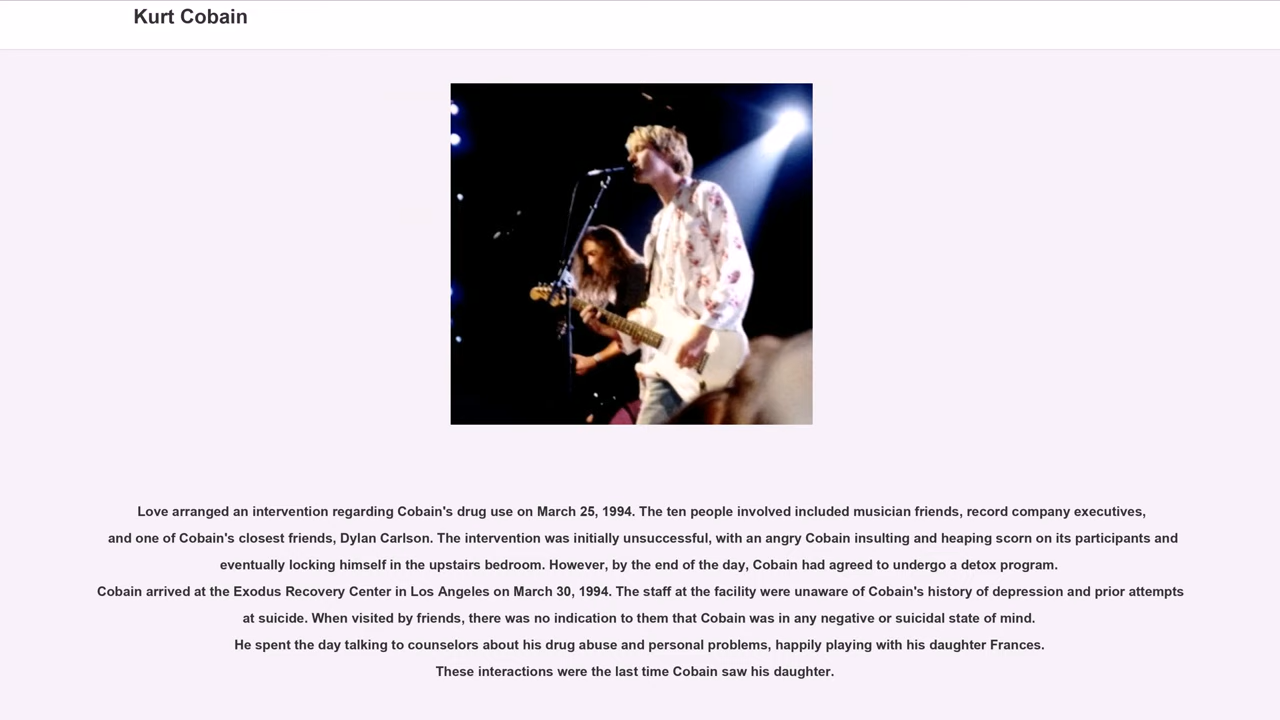 Kurt Cobain
Love arranged an intervention regarding Cobain's drug use on March 25, 1994. The ten people involved included musician friends, record company executives,
and one of Cobain's closest friends, Dylan Carlson. The intervention was initially unsuccessful, with an angry Cobain insulting and heaping scorn on its participants and
eventually locking himself in the upstairs bedroom. However, by the end of the day, Cobain had agreed to undergo a detox program.
Cobain arrived at the Exodus Recovery Center in Los Angeles on March 30, 1994. The staff at the facility were unaware of Cobain's history of depression and prior attempts
at suicide. When visited by friends, there was no indication to them that Cobain was in any negative or suicidal state of mind.
He spent the day talking to counselors about his drug abuse and personal problems, happily playing with his daughter Frances.
These interactions were the last time Cobain saw his daughter.